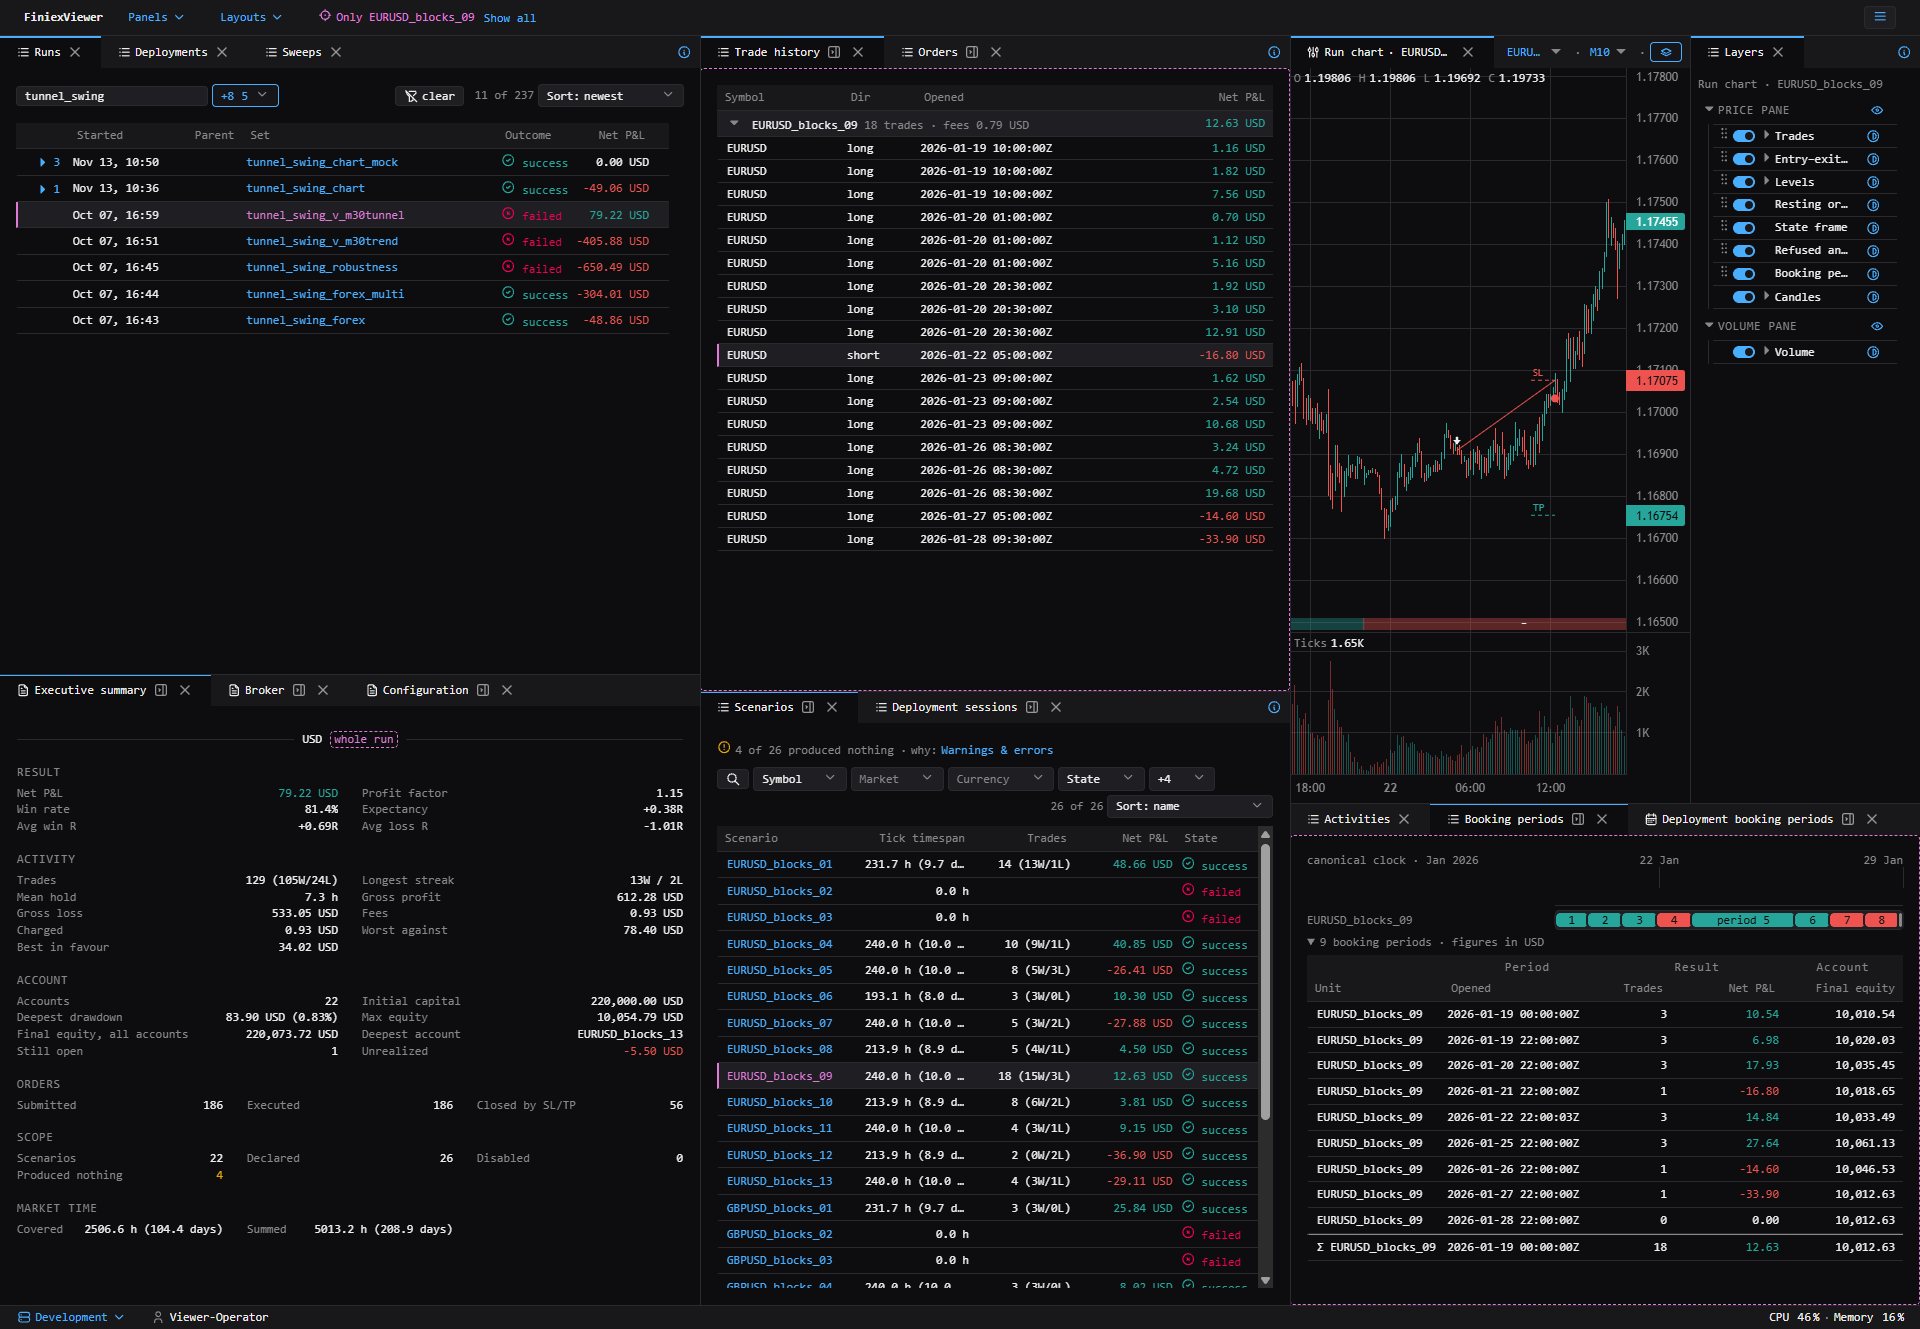 FiniexViewer Panels Layouts Only EURUSD_blocks_09 Show all
Runs Deployments Sweeps
tunnel_swing +8 5 clear 11 of 237 Sort: newest
Started Parent Set Outcome Net P&L
3 Nov 13, 10:50 tunnel_swing_chart_mock success 0.00 USD
1 Nov 13, 10:36 tunnel_swing_chart success -49.06 USD
Oct 07, 16:59 tunnel_swing_v_m30tunnel failed 79.22 USD
Oct 07, 16:51 tunnel_swing_v_m30trend failed -405.88 USD
Oct 07, 16:45 tunnel_swing_robustness failed -650.49 USD
Oct 07, 16:44 tunnel_swing_forex_multi success -304.01 USD
Oct 07, 16:43 tunnel_swing_forex success -48.86 USD
Executive summary Broker Configuration
USD whole run
RESULT
Net P&L 79.22 USD Profit factor 1.15
Win rate 81.4% Expectancy +0.38R
Avg win R +0.69R Avg loss R -1.01R
ACTIVITY
Trades 129 (105W/24L) Longest streak 13W / 2L
Mean hold 7.3 h Gross profit 612.28 USD
Gross loss 533.05 USD Fees 0.93 USD
Charged 0.93 USD Worst against 78.40 USD
Best in favour 34.02 USD
ACCOUNT
Accounts 22 Initial capital 220,000.00 USD
Deepest drawdown 83.90 USD (0.83%) Max equity 10,054.79 USD
Final equity, all accounts 220,073.72 USD Deepest account EURUSD_blocks_13
Still open 1 Unrealized -5.50 USD
ORDERS
Submitted 186 Executed 186 Closed by SL/TP 56
SCOPE
Scenarios 22 Declared 26 Disabled 0
Produced nothing 4
MARKET TIME
Covered 2506.6 h (104.4 days) Summed 5013.2 h (208.9 days)
Trade history Orders
Symbol Dir Opened Net P&L
EURUSD_blocks_09 18 trades · fees 0.79 USD 12.63 USD
EURUSD long 2026-01-19 10:00:00Z 1.16 USD
EURUSD long 2026-01-19 10:00:00Z 1.82 USD
EURUSD long 2026-01-19 10:00:00Z 7.56 USD
EURUSD long 2026-01-20 01:00:00Z 0.70 USD
EURUSD long 2026-01-20 01:00:00Z 1.12 USD
EURUSD long 2026-01-20 01:00:00Z 5.16 USD
EURUSD long 2026-01-20 20:30:00Z 1.92 USD
EURUSD long 2026-01-20 20:30:00Z 3.10 USD
EURUSD long 2026-01-20 20:30:00Z 12.91 USD
EURUSD short 2026-01-22 05:00:00Z -16.80 USD
EURUSD long 2026-01-23 09:00:00Z 1.62 USD
EURUSD long 2026-01-23 09:00:00Z 2.54 USD
EURUSD long 2026-01-23 09:00:00Z 10.68 USD
EURUSD long 2026-01-26 08:30:00Z 3.24 USD
EURUSD long 2026-01-26 08:30:00Z 4.72 USD
EURUSD long 2026-01-26 08:30:00Z 19.68 USD
EURUSD long 2026-01-27 05:00:00Z -14.60 USD
EURUSD long 2026-01-28 09:30:00Z -33.90 USD
Scenarios Deployment sessions
4 of 26 produced nothing · why: Warnings & errors
Symbol Market Currency State +4
26 of 26 Sort: name
Scenario Tick timespan Trades Net P&L State
EURUSD_blocks_01 231.7 h (9.7 d… 14 (13W/1L) 48.66 USD success
EURUSD_blocks_02 0.0 h failed
EURUSD_blocks_03 0.0 h failed
EURUSD_blocks_04 240.0 h (10.0 … 10 (9W/1L) 40.85 USD success
EURUSD_blocks_05 240.0 h (10.0 … 8 (5W/3L) -26.41 USD success
EURUSD_blocks_06 193.1 h (8.0 d… 3 (3W/0L) 10.30 USD success
EURUSD_blocks_07 240.0 h (10.0 … 5 (3W/2L) -27.88 USD success
EURUSD_blocks_08 213.9 h (8.9 d… 5 (4W/1L) 4.50 USD success
EURUSD_blocks_09 240.0 h (10.0 … 18 (15W/3L) 12.63 USD success
EURUSD_blocks_10 213.9 h (8.9 d… 8 (6W/2L) 3.81 USD success
EURUSD_blocks_11 240.0 h (10.0 … 4 (3W/1L) 9.15 USD success
EURUSD_blocks_12 213.9 h (8.9 d… 2 (0W/2L) -36.90 USD success
EURUSD_blocks_13 240.0 h (10.0 … 4 (3W/1L) -29.11 USD success
GBPUSD_blocks_01 231.7 h (9.7 d… 3 (3W/0L) 25.84 USD success
GBPUSD_blocks_02 0.0 h failed
GBPUSD_blocks_03 0.0 h failed
GBPUSD_blocks_04 240.0 h (10.0 … 3 (3W/0L) 8.02 USD success
Run chart · EURUSD… EURU… · M10 ·
O 1.19806 H 1.19806 L 1.19692 C 1.19733
1.17800
1.17700
1.17600
1.17500
1.17455
1.17400
1.17300
1.17200
1.17100
SL
1.17075
1.17000
1.16900
1.16800
TP
1.16754
1.16700
1.16600
1.16500
Ticks 1.65K
3K
2K
1K
18:00 22 06:00 12:00
Layers
Run chart · EURUSD_blocks_09
PRICE PANE
Trades
Entry-exit…
Levels
Resting or…
State frame
Refused an…
Booking pe…
Candles
VOLUME PANE
Volume
Activities Booking periods Deployment booking periods
canonical clock · Jan 2026 22 Jan 29 Jan
EURUSD_blocks_09 1 2 3 4 period 5 6 7 8
9 booking periods · figures in USD
Period Result Account
Unit Opened Trades Net P&L Final equity
EURUSD_blocks_09 2026-01-19 00:00:00Z 3 10.54 10,010.54
EURUSD_blocks_09 2026-01-19 22:00:00Z 3 6.98 10,020.03
EURUSD_blocks_09 2026-01-20 22:00:00Z 3 17.93 10,035.45
EURUSD_blocks_09 2026-01-21 22:00:00Z 1 -16.80 10,018.65
EURUSD_blocks_09 2026-01-22 22:00:03Z 3 14.84 10,033.49
EURUSD_blocks_09 2026-01-25 22:00:00Z 3 27.64 10,061.13
EURUSD_blocks_09 2026-01-26 22:00:00Z 1 -14.60 10,046.53
EURUSD_blocks_09 2026-01-27 22:00:00Z 1 -33.90 10,012.63
EURUSD_blocks_09 2026-01-28 22:00:00Z 0 0.00 10,012.63
Σ EURUSD_blocks_09 2026-01-19 00:00:00Z 18 12.63 10,012.63
Development Viewer-Operator CPU 46% · Memory 16%